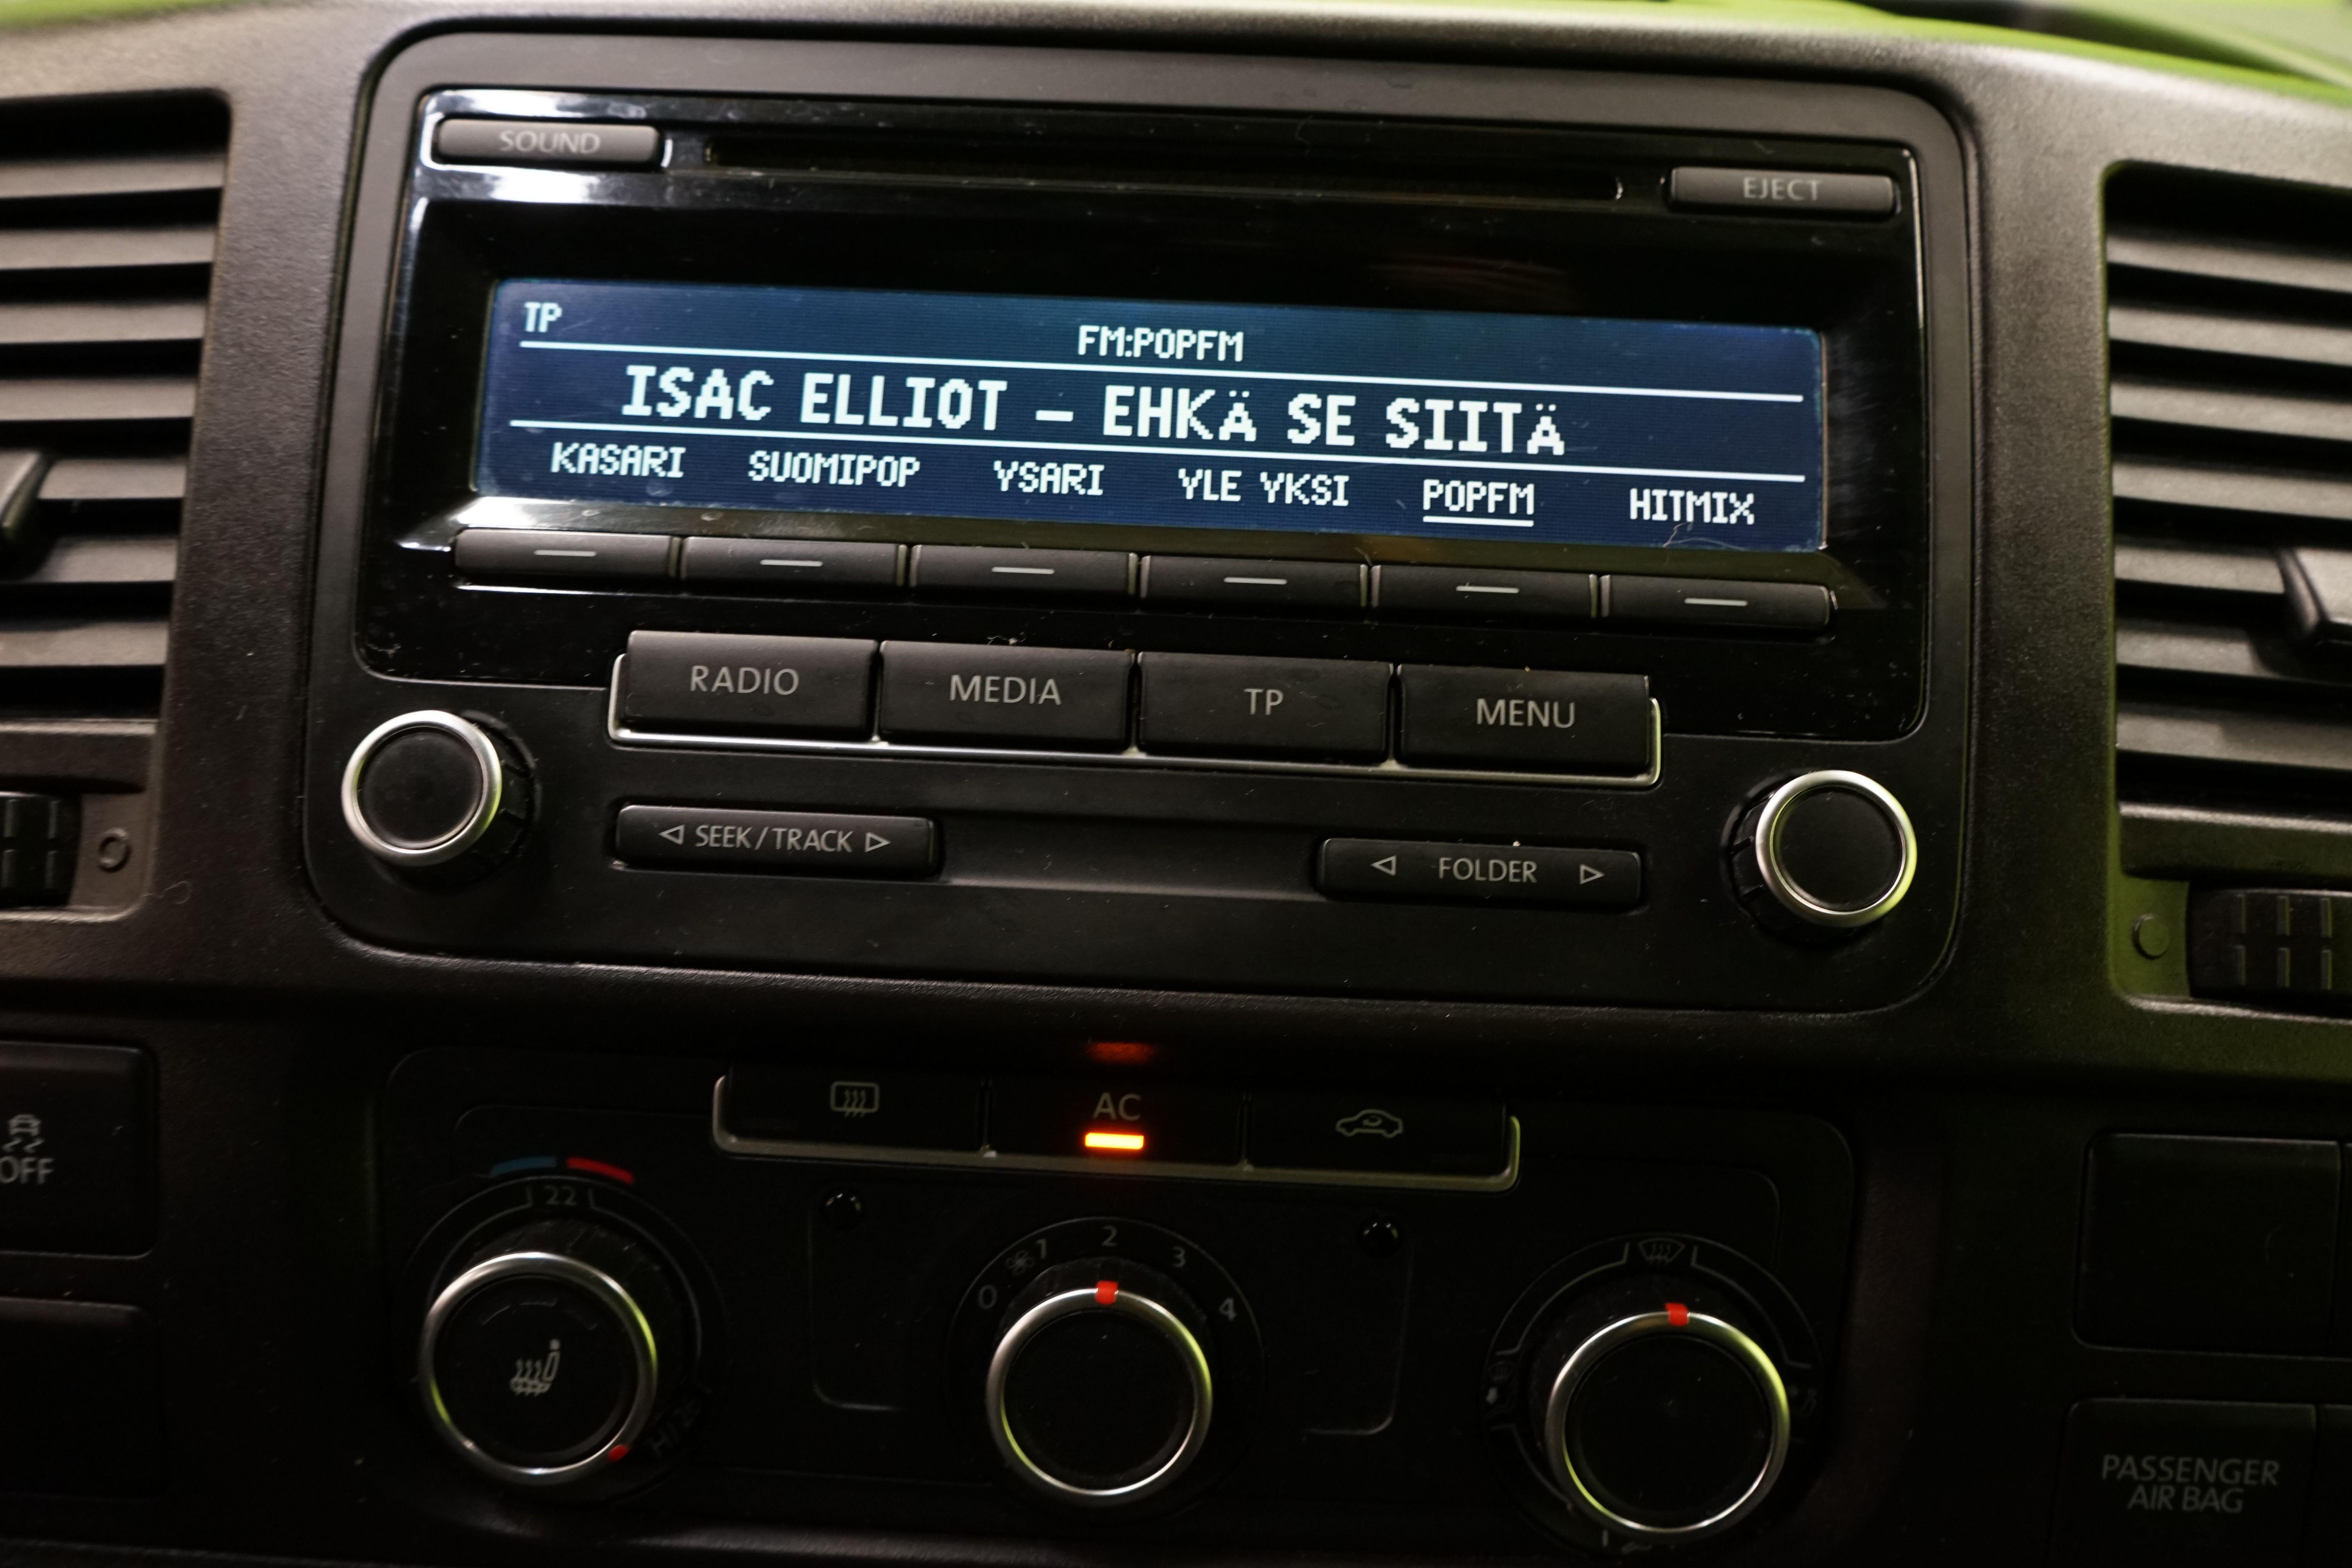 SOUND
EJECT
TP
FM:POPFM
ISAC ELLIOT – EHKÄ SE SIITÄ
KASARI SUOMIPOP YSARI YLE YKSI POPFM HITMIX
RADIO MEDIA TP MENU
SEEK/TRACK FOLDER
AC
OFF
22
0 1 2 3 4
HI
PASSENGER
AIR BAG